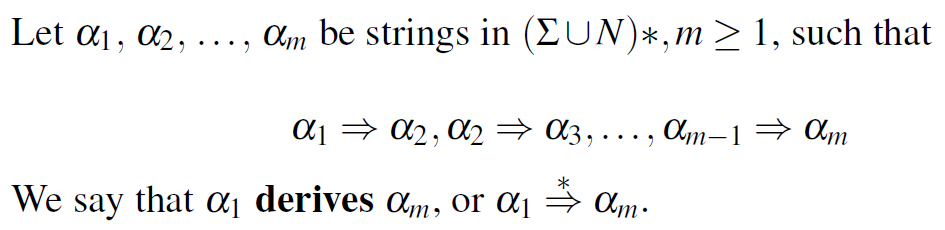 Let α₁, α₂, …, αₘ be strings in (Σ∪N)∗, m ≥ 1, such that
α₁ ⇒ α₂, α₂ ⇒ α₃, …, αₘ₋₁ ⇒ αₘ
We say that α₁ derives αₘ, or α₁ ⇒* αₘ.